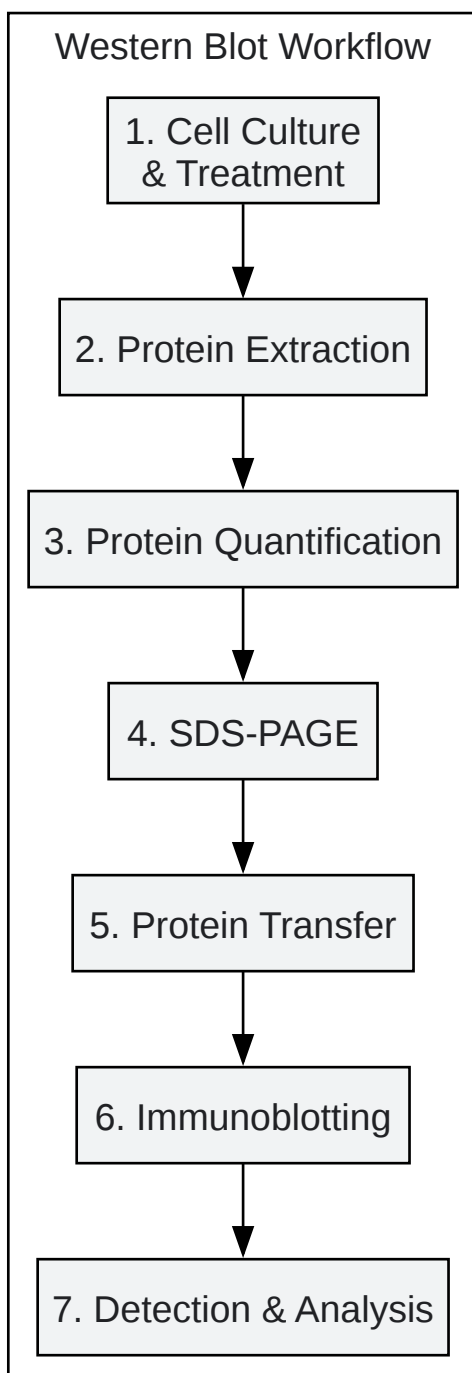 Western Blot Workflow
1. Cell Culture
& Treatment
2. Protein Extraction
3. Protein Quantification
4. SDS-PAGE
5. Protein Transfer
6. Immunoblotting
7. Detection & Analysis